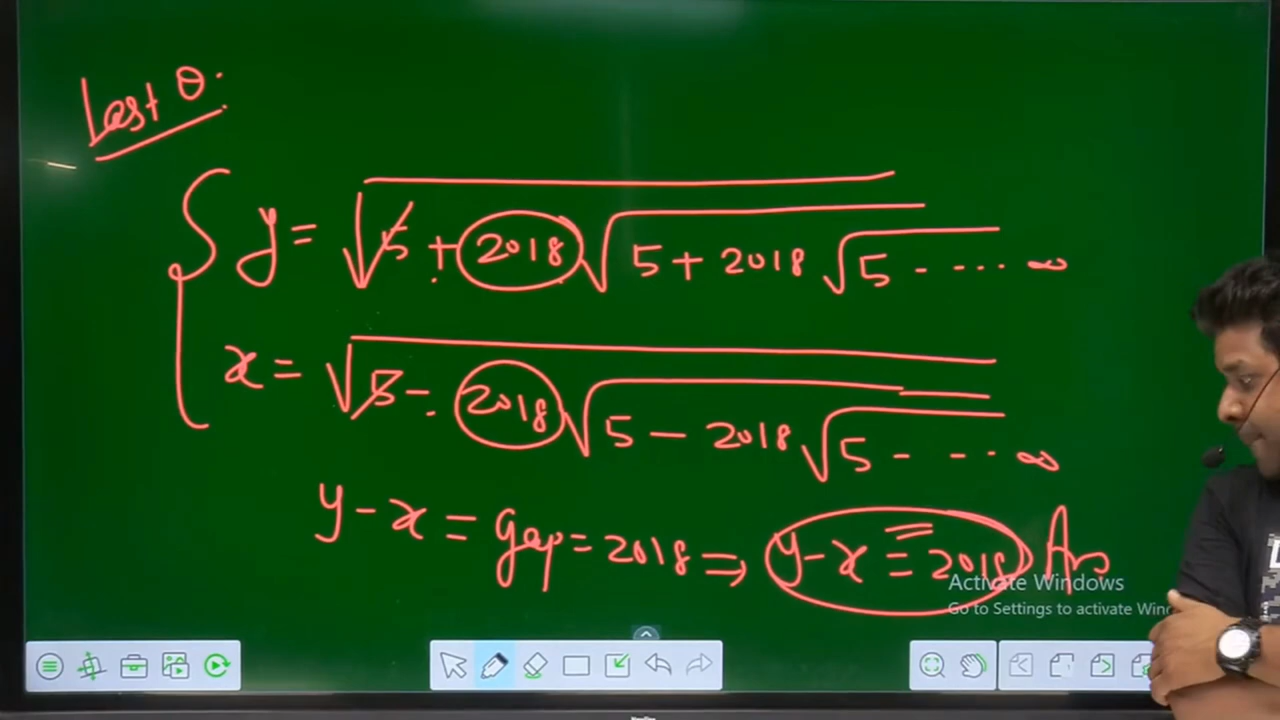 Last Q.
y = √5 + 2018 √5 + 2018 √5 - - ... ∞
x = √5 - 2018 √5 - 2018 √5 - - ... ∞
y - x = gap = 2018 ⇒ y - x = 2018 Ans
Activate Windows
Go to Settings to activate Winc